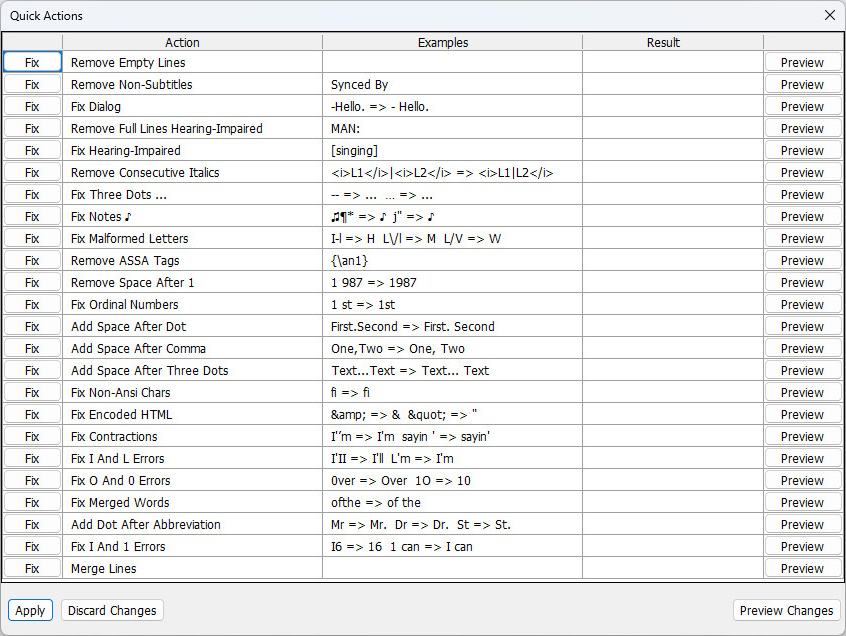 Quick Actions
Action Examples Result
Fix Remove Empty Lines Preview
Fix Remove Non-Subtitles Synced By Preview
Fix Fix Dialog -Hello. => - Hello. Preview
Fix Remove Full Lines Hearing-Impaired MAN: Preview
Fix Fix Hearing-Impaired [singing] Preview
Fix Remove Consecutive Italics <i>L1</i>|<i>L2</i> => <i>L1|L2</i> Preview
Fix Fix Three Dots ... -- => ... … => ... Preview
Fix Fix Notes ♪ ♫¶* => ♪ j" => ♪ Preview
Fix Fix Malformed Letters I-l => H L\/l => M L/V => W Preview
Fix Remove ASSA Tags {\an1} Preview
Fix Remove Space After 1 1 987 => 1987 Preview
Fix Fix Ordinal Numbers 1 st => 1st Preview
Fix Add Space After Dot First.Second => First. Second Preview
Fix Add Space After Comma One,Two => One, Two Preview
Fix Add Space After Three Dots Text...Text => Text... Text Preview
Fix Fix Non-Ansi Chars ﬁ => fi Preview
Fix Fix Encoded HTML &amp; => & &quot; => " Preview
Fix Fix Contractions I'’m => I'm sayin ' => sayin' Preview
Fix Fix I And L Errors I'II => I'll L'm => I'm Preview
Fix Fix O And 0 Errors 0ver => Over 1O => 10 Preview
Fix Fix Merged Words ofthe => of the Preview
Fix Add Dot After Abbreviation Mr => Mr. Dr => Dr. St => St. Preview
Fix Fix I And 1 Errors I6 => 16 1 can => I can Preview
Fix Merge Lines Preview
Apply Discard Changes Preview Changes